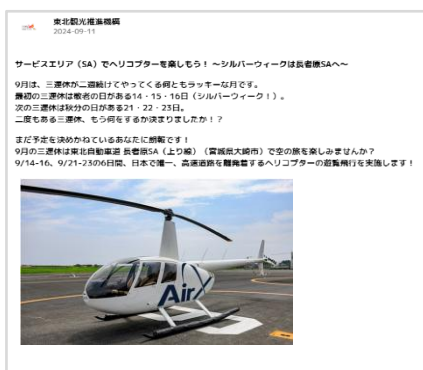 東北観光推進機構
2024-09-11
サービスエリア（SA）でヘリコプターを楽しもう！ ～シルバーウィークは長者原SAへ～
9月は、三連休が二週続けてやってくる何ともラッキーな月です。
最初の三連休は敬老の日がある14・15・16日（シルバーウィーク！）。
次の三連休は秋分の日がある21・22・23日。
二度もある三連休、もう何をするか決まりましたか！？
まだ予定を決めかねているあなたに朗報です！
9月の三連休は東北自動車道 長者原SA（上り線）（宮城県大崎市）で空の旅を楽しみませんか？
9/14-16、9/21-23の6日間、日本で唯一、高速道路を離発着するヘリコプターの遊覧飛行を実施します！
AirX